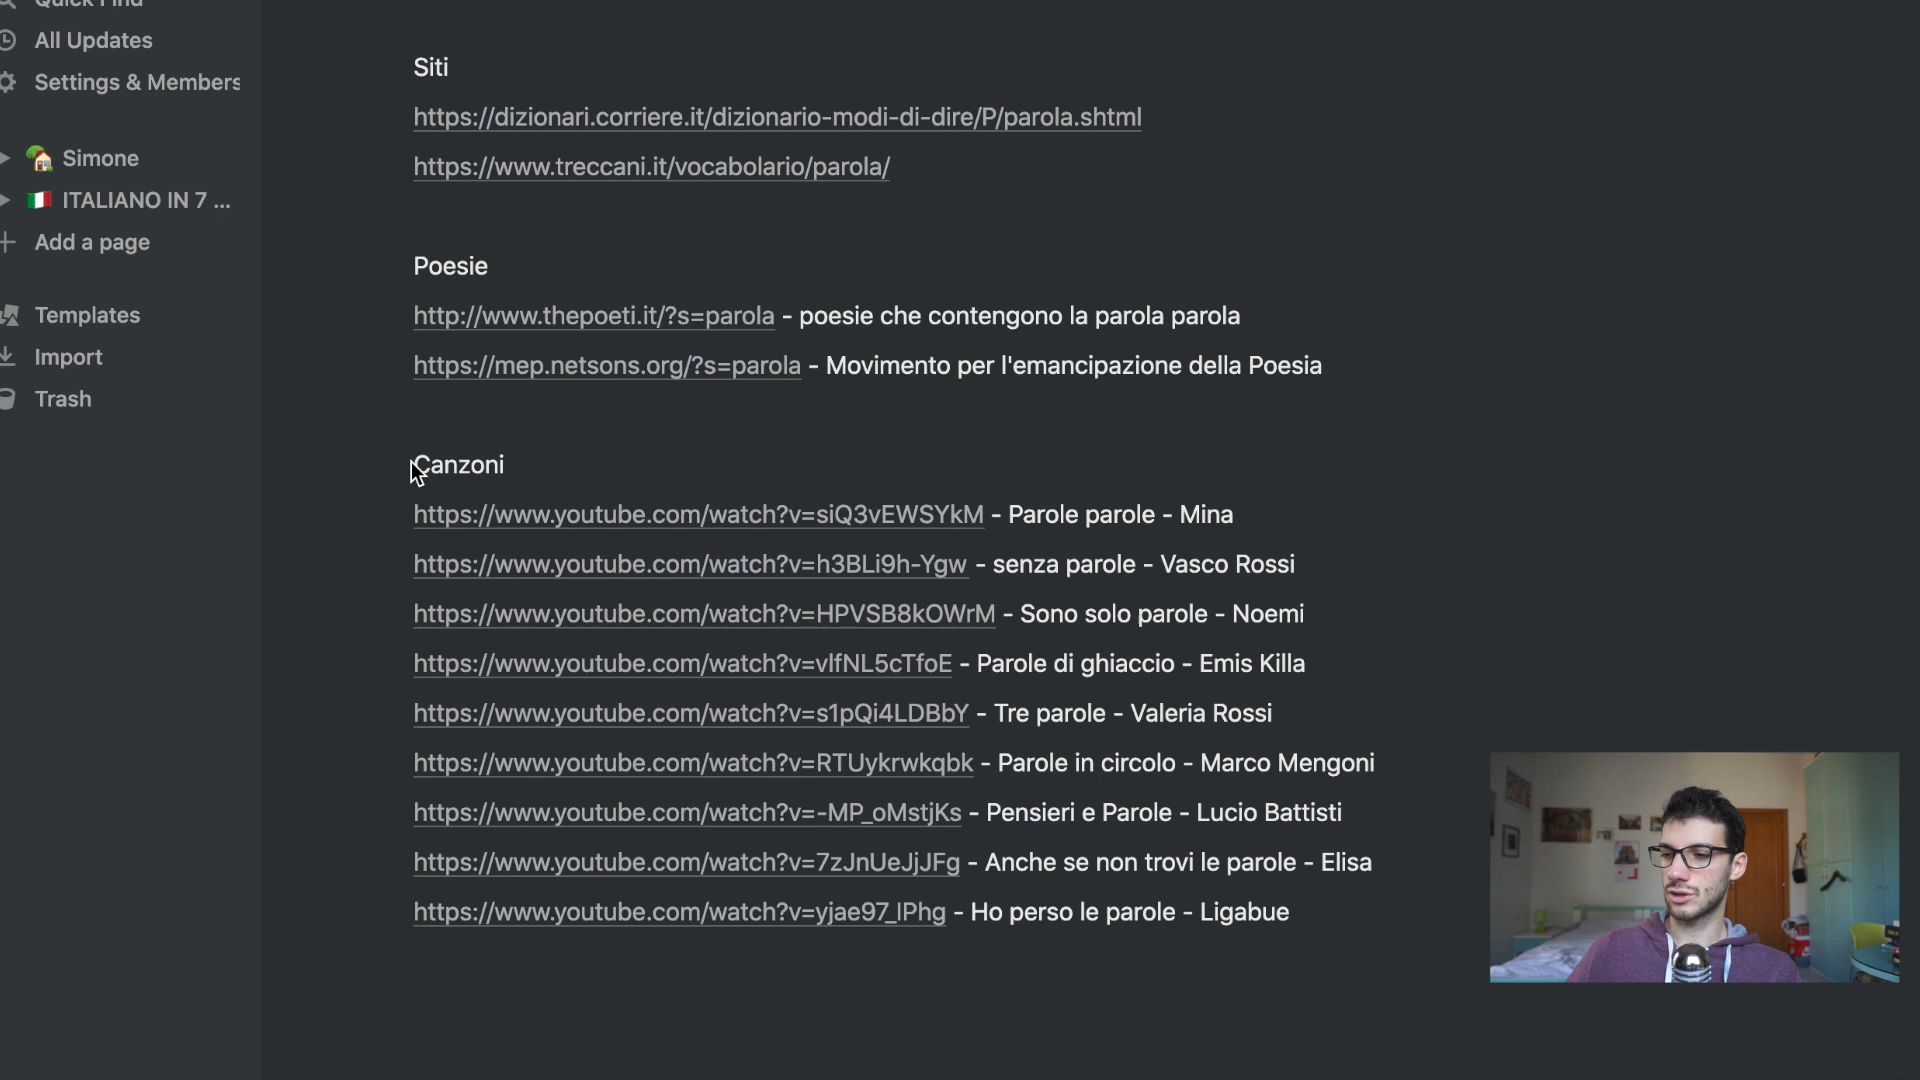 Quick Find
All Updates
Settings & Members
Simone
ITALIANO IN 7 ...
Add a page
Templates
Import
Trash
Siti
https://dizionari.corriere.it/dizionario-modi-di-dire/P/parola.shtml
https://www.treccani.it/vocabolario/parola/
Poesie
http://www.thepoeti.it/?s=parola - poesie che contengono la parola parola
https://mep.netsons.org/?s=parola - Movimento per l'emancipazione della Poesia
Canzoni
https://www.youtube.com/watch?v=siQ3vEWSYkM - Parole parole - Mina
https://www.youtube.com/watch?v=h3BLi9h-Ygw - senza parole - Vasco Rossi
https://www.youtube.com/watch?v=HPVSB8kOWrM - Sono solo parole - Noemi
https://www.youtube.com/watch?v=vlfNL5cTfoE - Parole di ghiaccio - Emis Killa
https://www.youtube.com/watch?v=s1pQi4LDBbY - Tre parole - Valeria Rossi
https://www.youtube.com/watch?v=RTUykrwkqbk - Parole in circolo - Marco Mengoni
https://www.youtube.com/watch?v=-MP_oMstjKs - Pensieri e Parole - Lucio Battisti
https://www.youtube.com/watch?v=7zJnUeJjJFg - Anche se non trovi le parole - Elisa
https://www.youtube.com/watch?v=yjae97_lPhg - Ho perso le parole - Ligabue